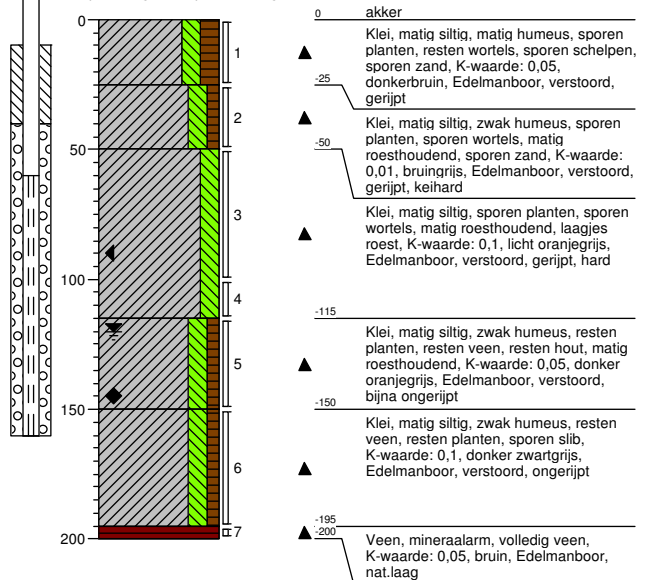 0
50
100
150
200
1
2
3
4
5
6
7
0
akker
Klei, matig siltig, matig humeus, sporen
planten, resten wortels, sporen schelpen,
sporen zand, K-waarde: 0,05,
donkerbruin, Edelmanboor, verstoord,
gerijpt
-25
Klei, matig siltig, zwak humeus, sporen
planten, sporen wortels, matig
roesthoudend, sporen zand, K-waarde:
0,01, bruingrijs, Edelmanboor, verstoord,
gerijpt, keihard
-50
Klei, matig siltig, sporen planten, sporen
wortels, matig roesthoudend, laagjes
roest, K-waarde: 0,1, licht oranjegrijs,
Edelmanboor, verstoord, gerijpt, hard
-115
Klei, matig siltig, zwak humeus, resten
planten, resten veen, resten hout, matig
roesthoudend, K-waarde: 0,05, donker
oranjegrijs, Edelmanboor, verstoord,
bijna ongerijpt
-150
Klei, matig siltig, zwak humeus, resten
veen, resten planten, sporen slib,
K-waarde: 0,1, donker zwartgrijs,
Edelmanboor, verstoord, ongerijpt
-195
-200
Veen, mineraalarm, volledig veen,
K-waarde: 0,05, bruin, Edelmanboor,
nat.laag